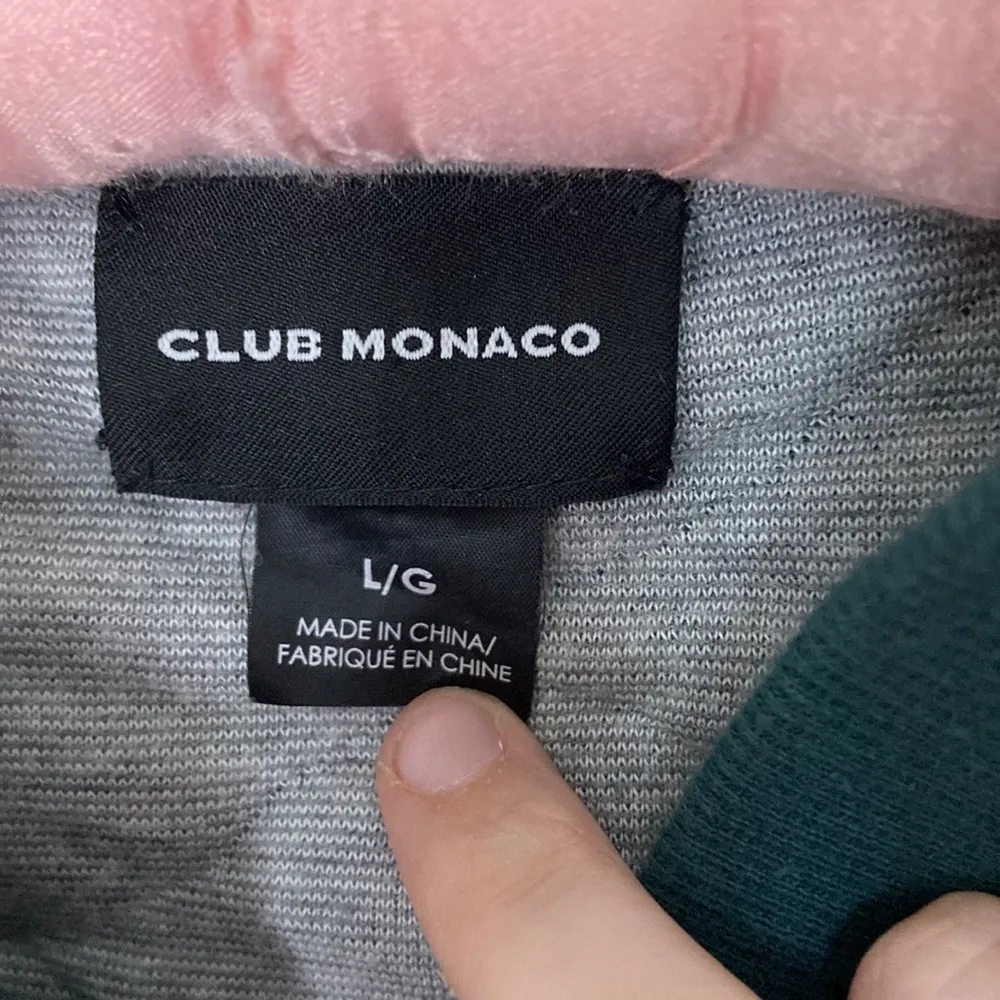 CLUB MONACO
L/G
MADE IN CHINA/
FABRIQUÉ EN CHINE